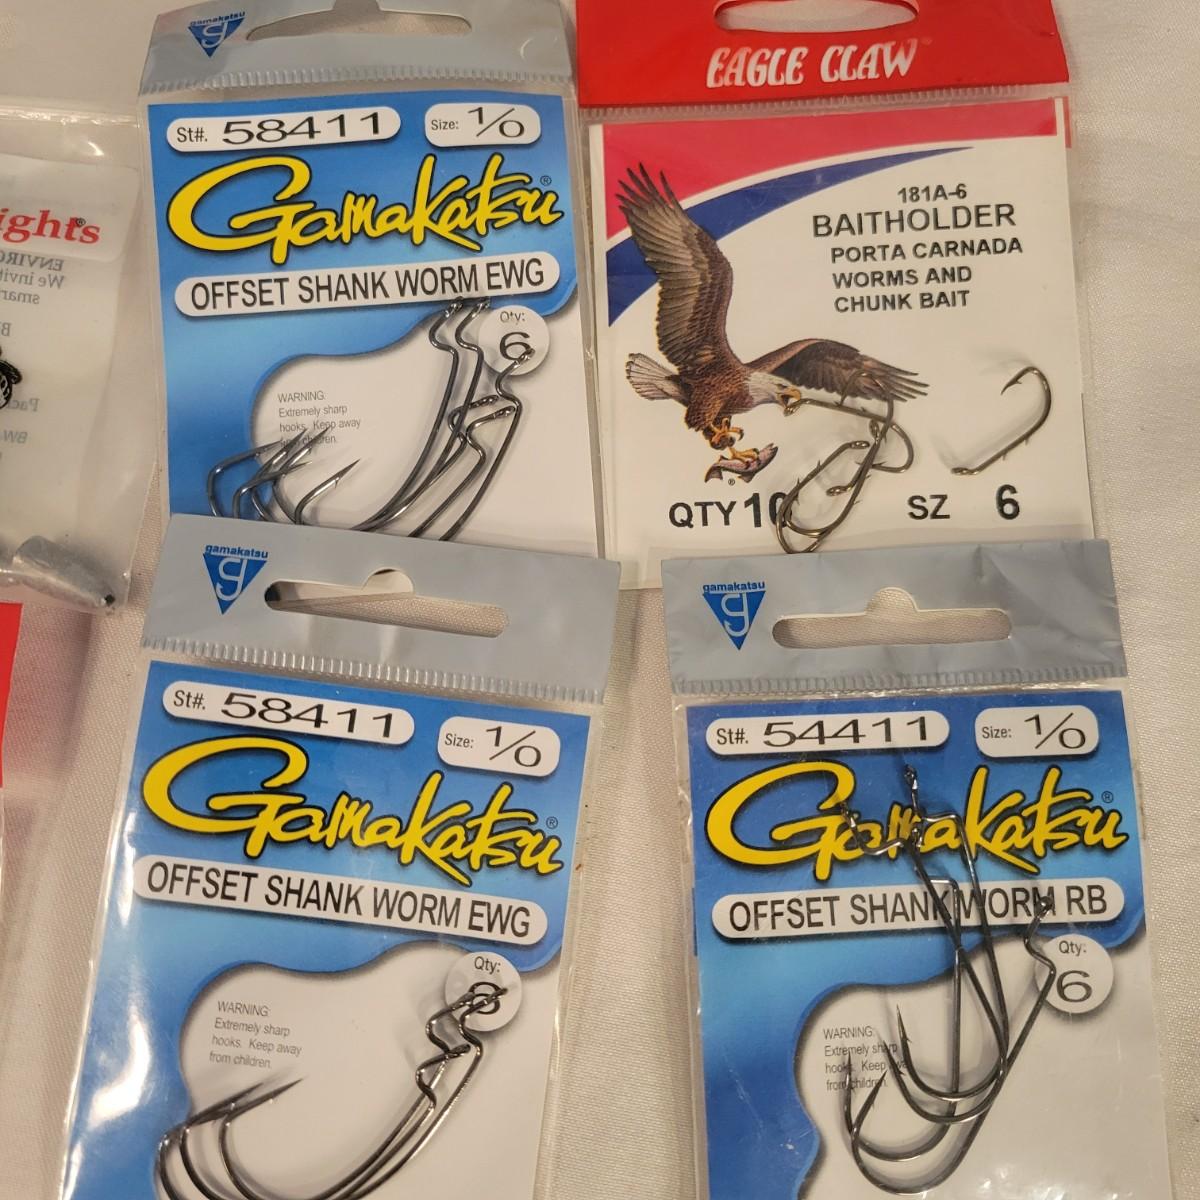 gamakatsu
St#. 58411 Size: 1/0
Gamakatsu®
OFFSET SHANK WORM EWG
Qty:
6
WARNING:
Extremely sharp
hooks. Keep away
from children.
EAGLE CLAW®
181A-6
BAITHOLDER
PORTA CARNADA
WORMS AND
CHUNK BAIT
®
QTY 10 SZ 6
ights®
ENVIRO
We invit
smar
gamakatsu
St#. 58411 Size: 1/0
Gamakatsu®
OFFSET SHANK WORM EWG
Qty:
WARNING:
Extremely sharp
hooks. Keep away
from children.
gamakatsu
St#. 54411 Size: 1/0
Gamakatsu®
OFFSET SHANK WORM RB
Qty:
6
WARNING:
Extremely sharp
hooks. Keep away
from children.